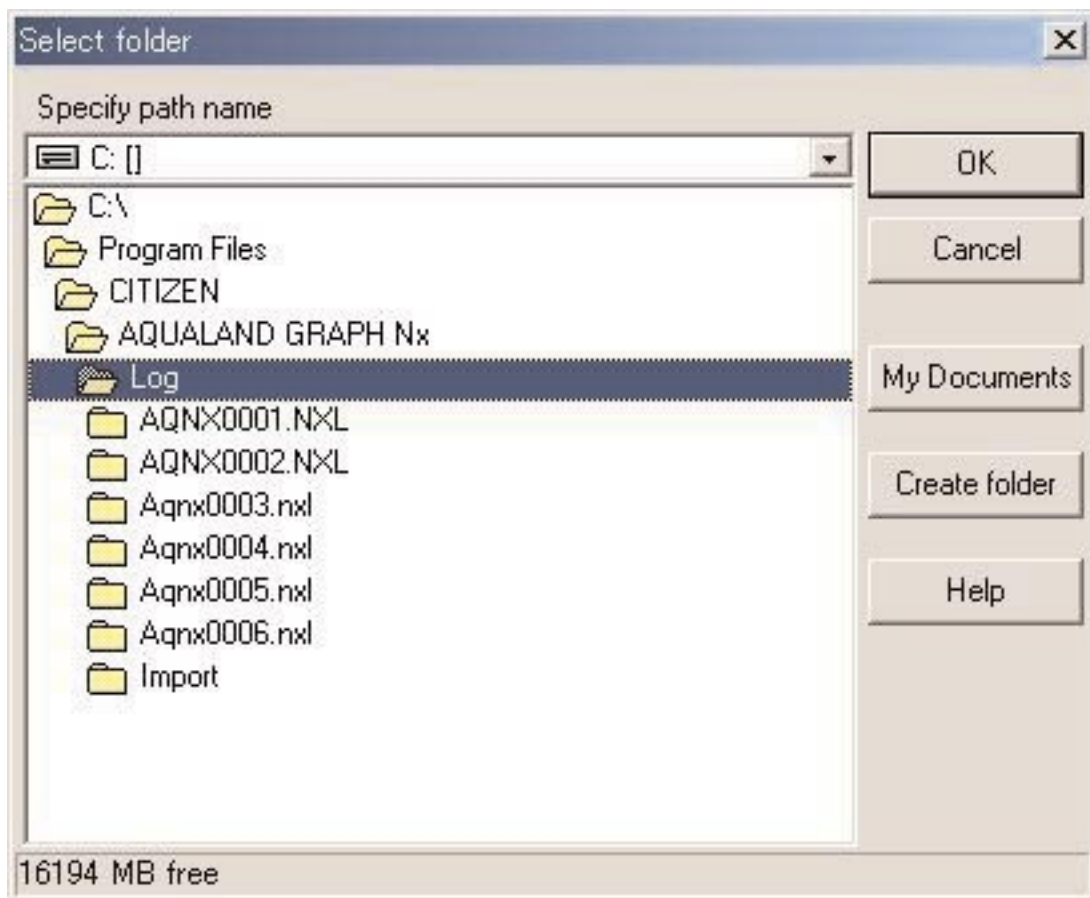 Select folder
Specify path name
C: []
OK
C:\
Program Files
Cancel
CITIZEN
AQUALAND GRAPH Nx
Log
My Documents
AQNX0001.NXL
AQNX0002.NXL
Create folder
Aqnx0003.nxl
Aqnx0004.nxl
Aqnx0005.nxl
Help
Aqnx0006.nxl
Import
16194 MB free